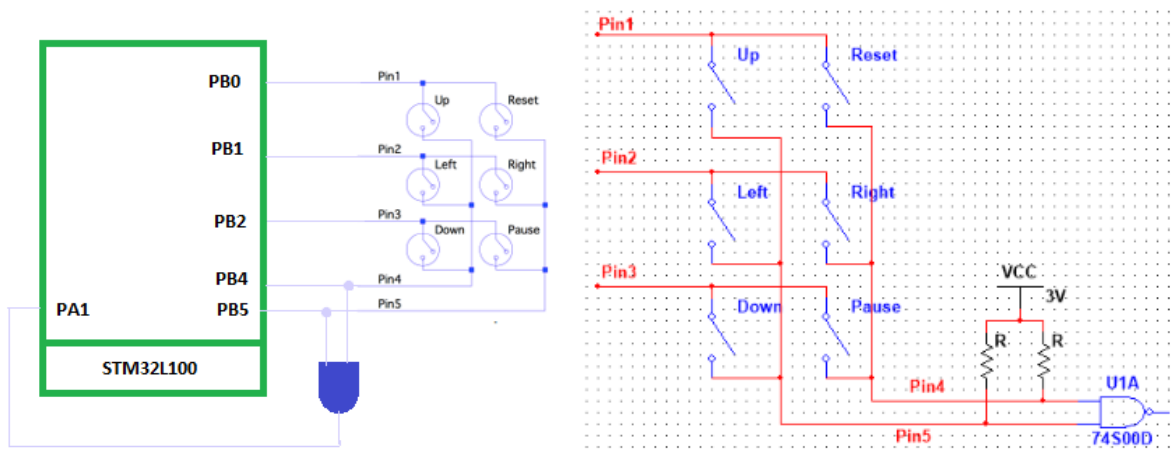 PB0
PB1
PB2
PB4
PA1
PB5
STM32L100
Pin1
Up
Reset
Pin2
Left
Right
Pin3
Down
Pause
Pin4
Pin5
Pin1
Up
Reset
Pin2
Left
Right
Pin3
Down
Pause
VCC
3V
R
R
Pin4
Pin5
U1A
74S00D